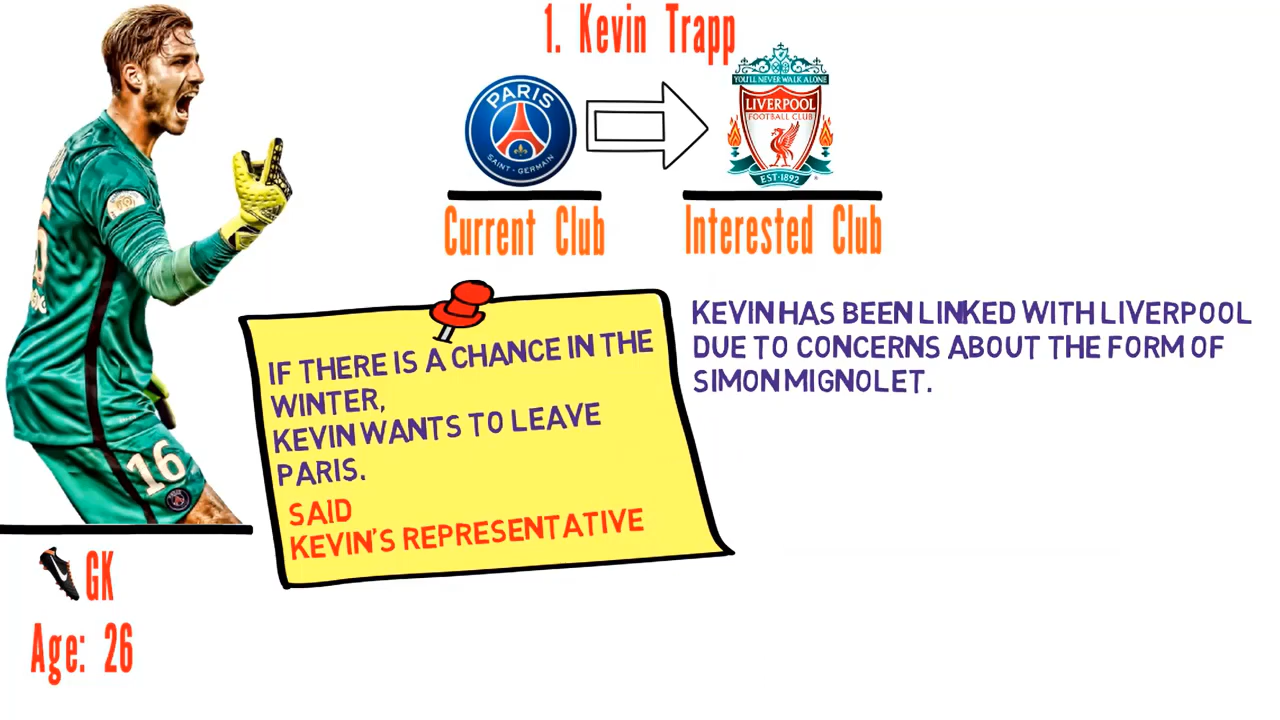 1. Kevin Trapp
PARIS
SAINT-GERMAIN
YOU'LL NEVER WALK ALONE
LIVERPOOL
FOOTBALL CLUB
EST·1892
Current Club
Interested Club
IF THERE IS A CHANCE IN THE
WINTER,
KEVIN WANTS TO LEAVE
PARIS.
SAID
KEVIN'S REPRESENTATIVE
KEVIN HAS BEEN LINKED WITH LIVERPOOL
DUE TO CONCERNS ABOUT THE FORM OF
SIMON MIGNOLET.
16
GK
Age: 26